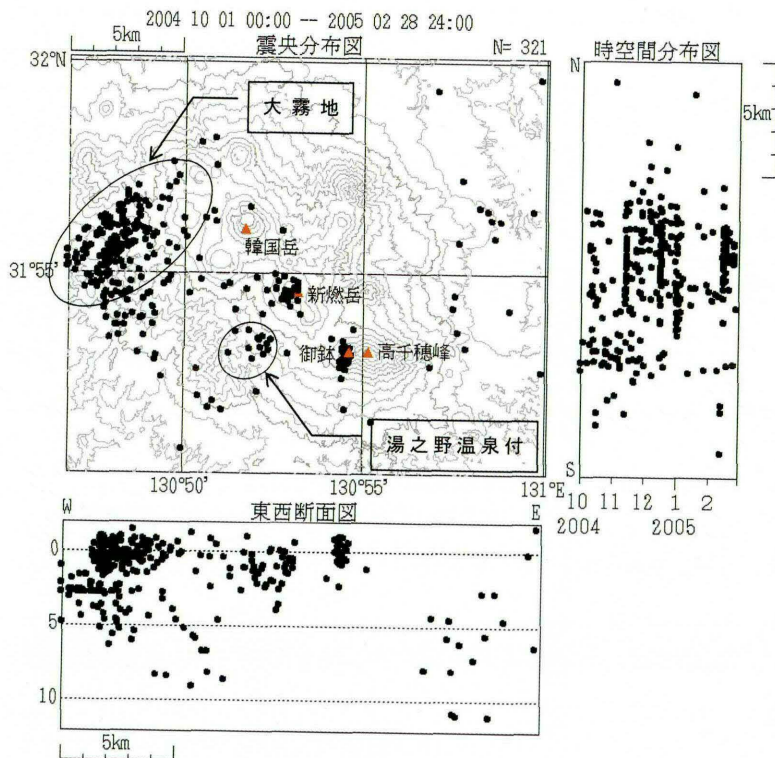 2004 10 01 00:00 -- 2005 02 28 24:00
5km
震央分布図
N= 321
32°N
大霧地
韓国岳
31°55'
新燃岳
御鉢
高千穂峰
湯之野温泉付
130°50'
130°55'
131°E
時空間分布図
N
5km
S
10 11 12 1 2
2004 2005
W
東西断面図
E
0
5
10
5km